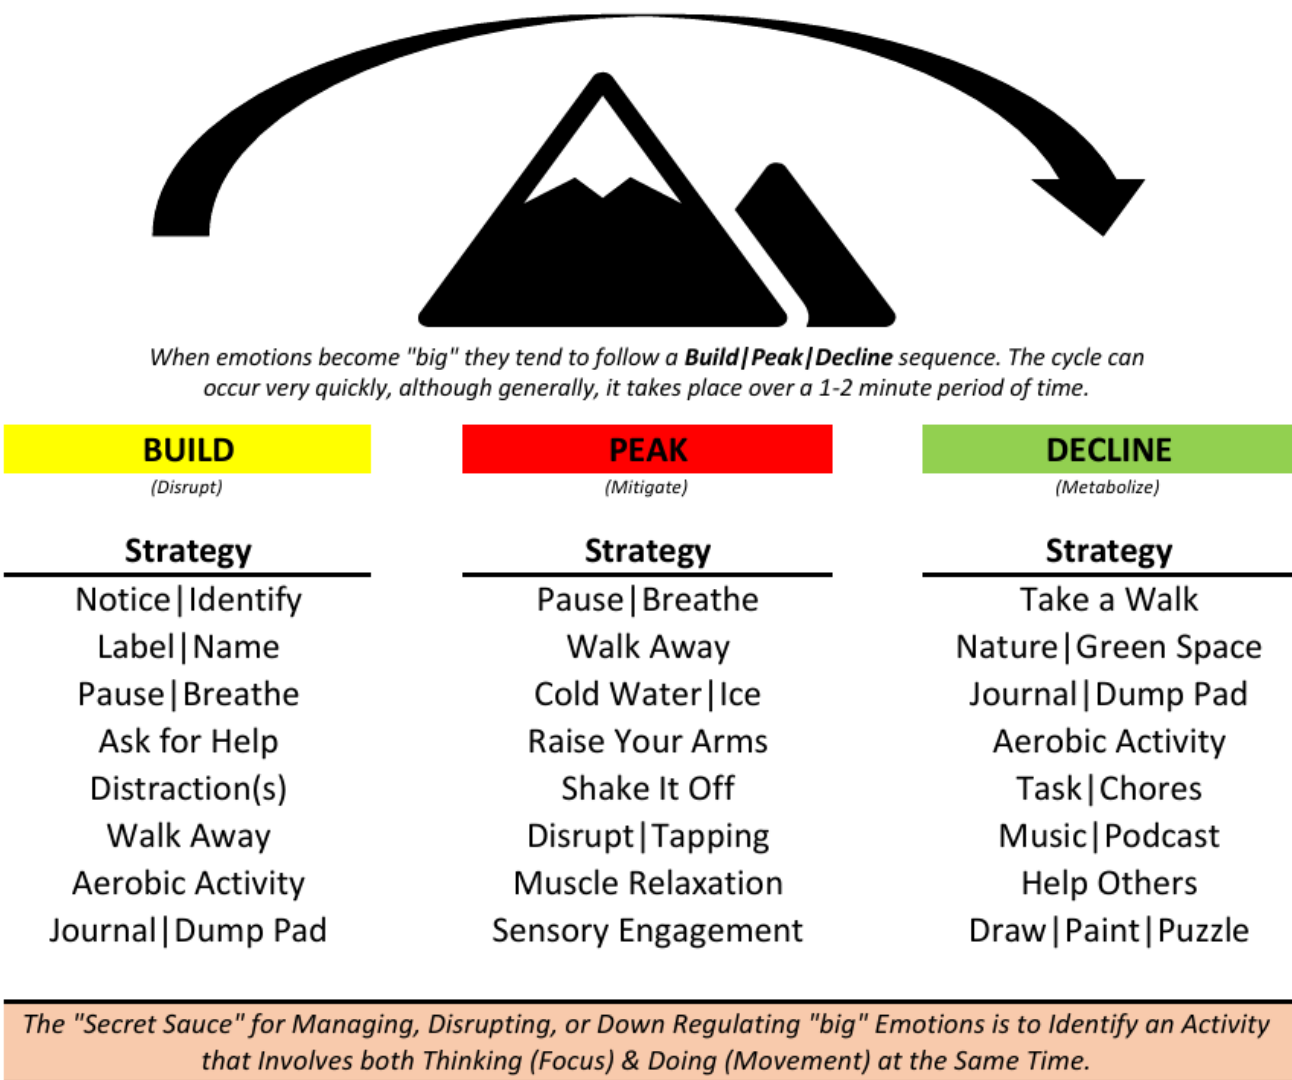 When emotions become "big" they tend to follow a Build|Peak|Decline sequence. The cycle can
occur very quickly, although generally, it takes place over a 1-2 minute period of time.
BUILD
(Disrupt)
Strategy
Notice|Identify
Label|Name
Pause|Breathe
Ask for Help
Distraction(s)
Walk Away
Aerobic Activity
Journal|Dump Pad
PEAK
(Mitigate)
Strategy
Pause|Breathe
Walk Away
Cold Water|Ice
Raise Your Arms
Shake It Off
Disrupt|Tapping
Muscle Relaxation
Sensory Engagement
DECLINE
(Metabolize)
Strategy
Take a Walk
Nature|Green Space
Journal|Dump Pad
Aerobic Activity
Task|Chores
Music|Podcast
Help Others
Draw|Paint|Puzzle
The "Secret Sauce" for Managing, Disrupting, or Down Regulating "big" Emotions is to Identify an Activity
that Involves both Thinking (Focus) & Doing (Movement) at the Same Time.